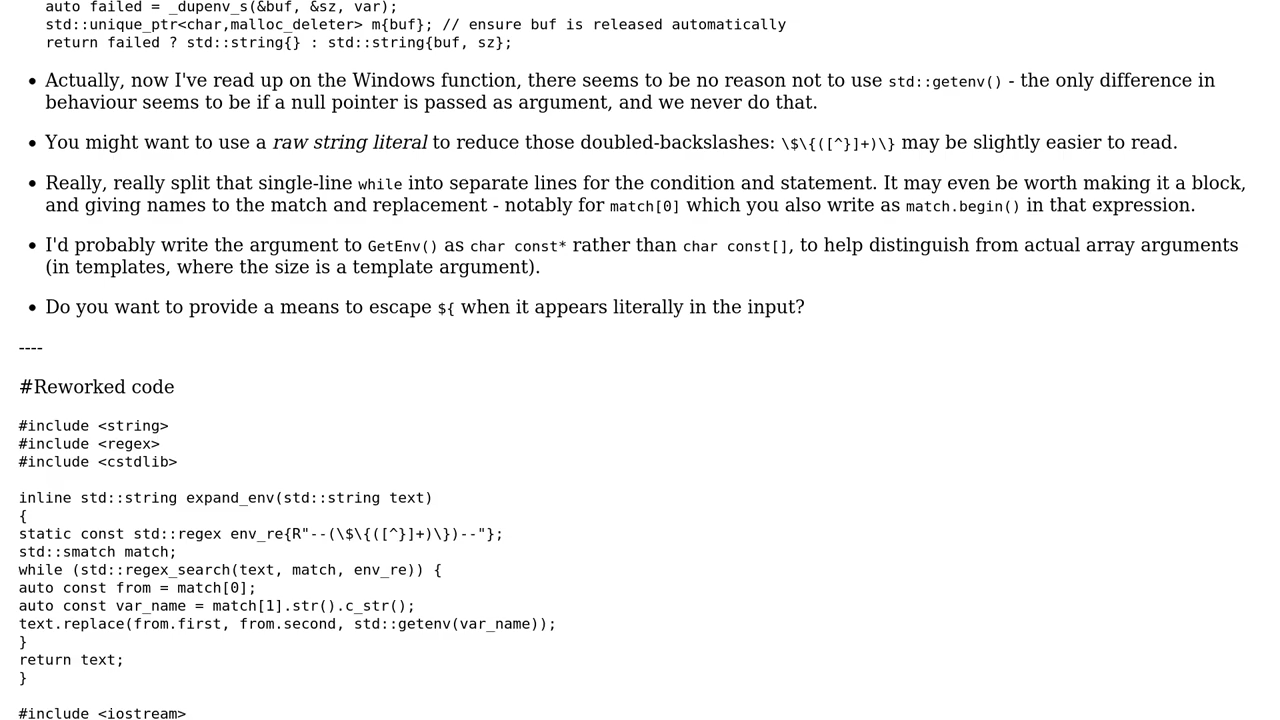 auto failed = _dupenv_s(&buf, &sz, var);
std::unique_ptr<char,malloc_deleter> m{buf}; // ensure buf is released automatically
return failed ? std::string{} : std::string{buf, sz};
• Actually, now I've read up on the Windows function, there seems to be no reason not to use std::getenv() - the only difference in
behaviour seems to be if a null pointer is passed as argument, and we never do that.
• You might want to use a raw string literal to reduce those doubled-backslashes: \$\{([^}]+)\} may be slightly easier to read.
• Really, really split that single-line while into separate lines for the condition and statement. It may even be worth making it a block,
and giving names to the match and replacement - notably for match[0] which you also write as match.begin() in that expression.
• I'd probably write the argument to GetEnv() as char const* rather than char const[], to help distinguish from actual array arguments
(in templates, where the size is a template argument).
• Do you want to provide a means to escape ${ when it appears literally in the input?
----
#Reworked code
#include <string>
#include <regex>
#include <cstdlib>
inline std::string expand_env(std::string text)
{
static const std::regex env_re{R"--(\$\{([^}]+)\})--"};
std::smatch match;
while (std::regex_search(text, match, env_re)) {
auto const from = match[0];
auto const var_name = match[1].str().c_str();
text.replace(from.first, from.second, std::getenv(var_name));
}
return text;
}
#include <iostream>